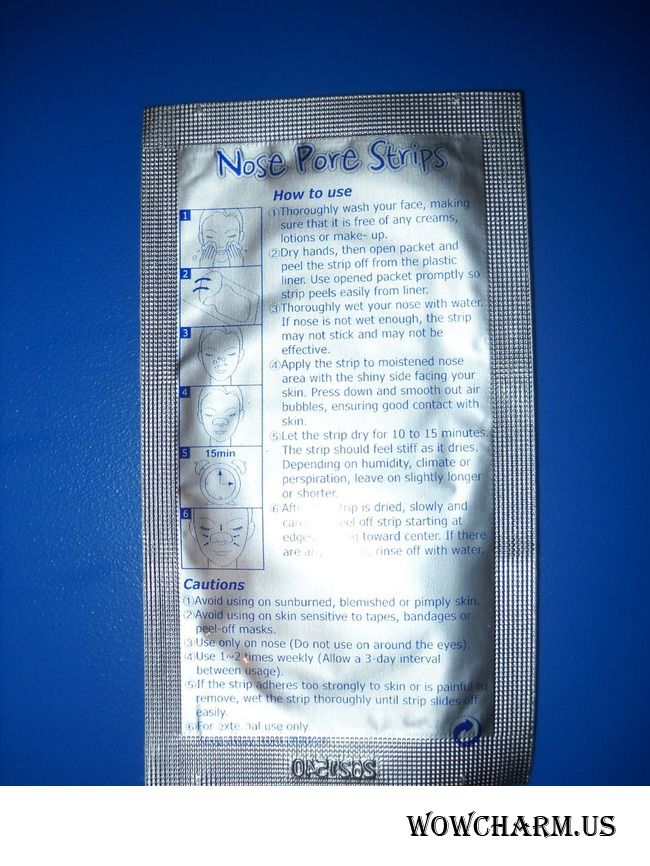 Nose Pore Strips
How to use
1
2
3
4
5 15min
6
①Thoroughly wash your face, making
sure that it is free of any creams,
lotions or make- up.
②Dry hands, then open packet and
peel the strip off from the plastic
liner. Use opened packet promptly so
strip peels easily from liner.
③Thoroughly wet your nose with water.
If nose is not wet enough, the strip
may not stick and may not be
effective.
④Apply the strip to moistened nose
area with the shiny side facing your
skin. Press down and smooth out air
bubbles, ensuring good contact with
skin.
⑤Let the strip dry for 10 to 15 minutes.
The strip should feel stiff as it dries.
Depending on humidity, climate or
perspiration, leave on slightly longer
or shorter.
⑥After strip is dried, slowly and
peel off strip starting at
toward center. If there
are rinse off with water.
Cautions
①Avoid using on sunburned, blemished or pimply skin.
②Avoid using on skin sensitive to tapes, bandages or
peel-off masks.
③Use only on nose (Do not use on around the eyes).
④Use 1~2 times weekly (Allow a 3-day interval
between usage).
⑤If the strip adheres too strongly to skin or is painful to
remove, wet the strip thoroughly until strip slides off
easily.
⑥For external use only.
WOWCHARM.US